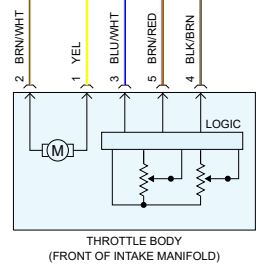 2 BRN/WHT
1 YEL
3 BLU/WHT
5 BRN/RED
4 BLK/BRN
LOGIC
M
THROTTLE BODY
(FRONT OF INTAKE MANIFOLD)